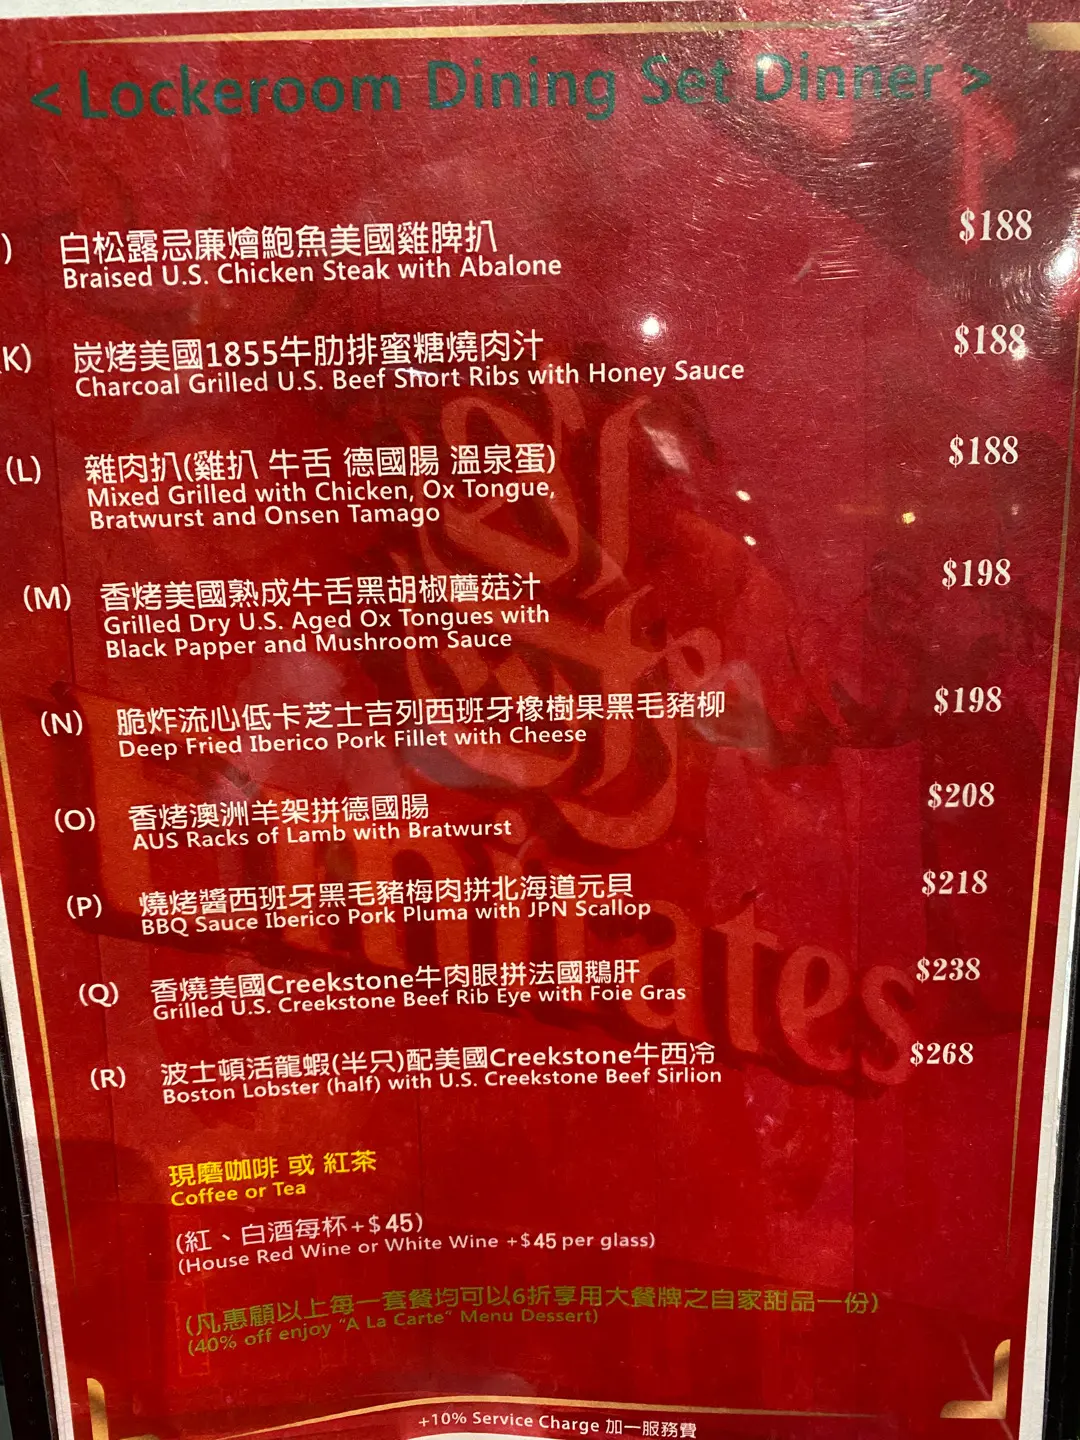 < Lockeroom Dining Set Dinner >
) 白松露忌廉燴鮑魚美國雞脾扒 $188
Braised U.S. Chicken Steak with Abalone
K) 炭烤美國1855牛肋排蜜糖燒肉汁 $188
Charcoal Grilled U.S. Beef Short Ribs with Honey Sauce
(L) 雜肉扒(雞扒 牛舌 德國腸 溫泉蛋) $188
Mixed Grilled with Chicken, Ox Tongue,
Bratwurst and Onsen Tamago
(M) 香烤美國熟成牛舌黑胡椒蘑菇汁 $198
Grilled Dry U.S. Aged Ox Tongues with
Black Papper and Mushroom Sauce
(N) 脆炸流心低卡芝士吉列西班牙橡樹果黑毛豬柳 $198
Deep Fried Iberico Pork Fillet with Cheese
(O) 香烤澳洲羊架拼德國腸 $208
AUS Racks of Lamb with Bratwurst
(P) 燒烤醬西班牙黑毛豬梅肉拼北海道元貝 $218
BBQ Sauce Iberico Pork Pluma with JPN Scallop
(Q) 香燒美國Creekstone牛肉眼拼法國鵝肝 $238
Grilled U.S. Creekstone Beef Rib Eye with Foie Gras
(R) 波士頓活龍蝦(半只)配美國Creekstone牛西冷 $268
Boston Lobster (half) with U.S. Creekstone Beef Sirlion
現磨咖啡 或 紅茶
Coffee or Tea
(紅、白酒每杯+$45)
(House Red Wine or White Wine +$45 per glass)
(凡惠顧以上每一套餐均可以6折享用大餐牌之自家甜品一份)
(40% off enjoy "A La Carte" Menu Dessert)
+10% Service Charge 加一服務費
Emirates